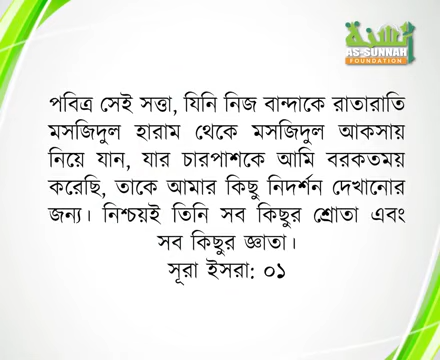 AS-SUNNAH
FOUNDATION
পবিত্র সেই সত্তা, যিনি নিজ বান্দাকে রাতারাতি
মসজিদুল হারাম থেকে মসজিদুল আকসায়
নিয়ে যান, যার চারপাশকে আমি বরকতময়
করেছি, তাকে আমার কিছু নিদর্শন দেখানোর
জন্য। নিশ্চয়ই তিনি সব কিছুর শ্রোতা এবং
সব কিছুর জ্ঞাতা।
সূরা ইসরা: ০১